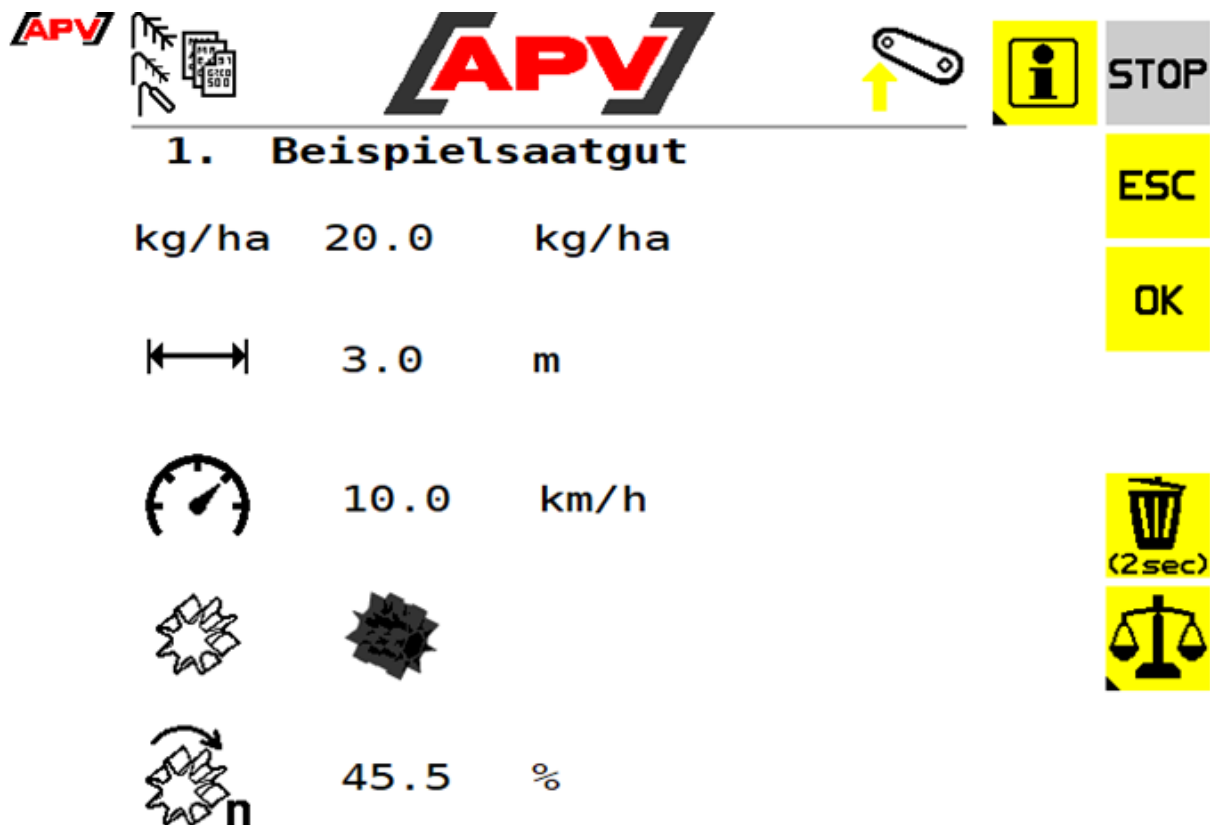 APV
APV
STOP
1. Beispielsaatgut
ESC
kg/ha 20.0 kg/ha
OK
3.0 m
10.0 km/h
(2sec)
45.5 %
n